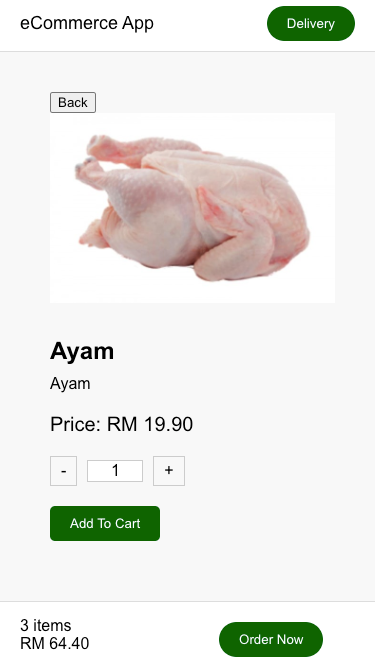 eCommerce App
Delivery
Back
Ayam
Ayam
Price: RM 19.90
- 1 +
Add To Cart
3 items
RM 64.40
Order Now